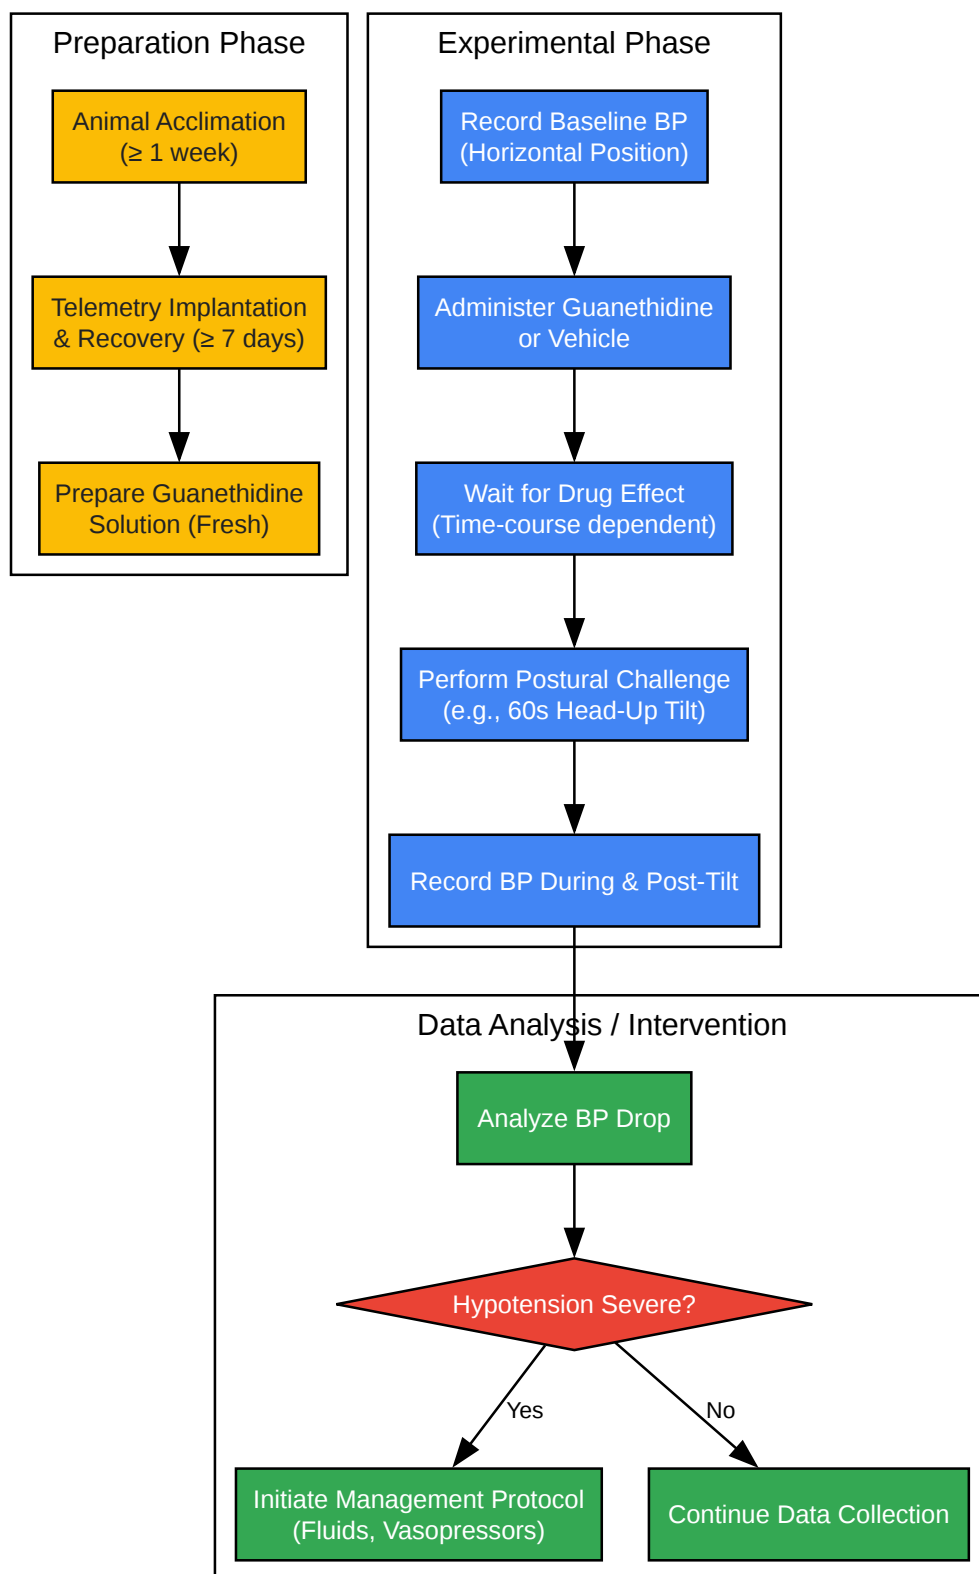 Preparation Phase
Animal Acclimation
(≥ 1 week)
Telemetry Implantation
& Recovery (≥ 7 days)
Prepare Guanethidine
Solution (Fresh)
Experimental Phase
Record Baseline BP
(Horizontal Position)
Administer Guanethidine
or Vehicle
Wait for Drug Effect
(Time-course dependent)
Perform Postural Challenge
(e.g., 60s Head-Up Tilt)
Record BP During & Post-Tilt
Data Analysis / Intervention
Analyze BP Drop
Hypotension Severe?
Yes
No
Initiate Management Protocol
(Fluids, Vasopressors)
Continue Data Collection